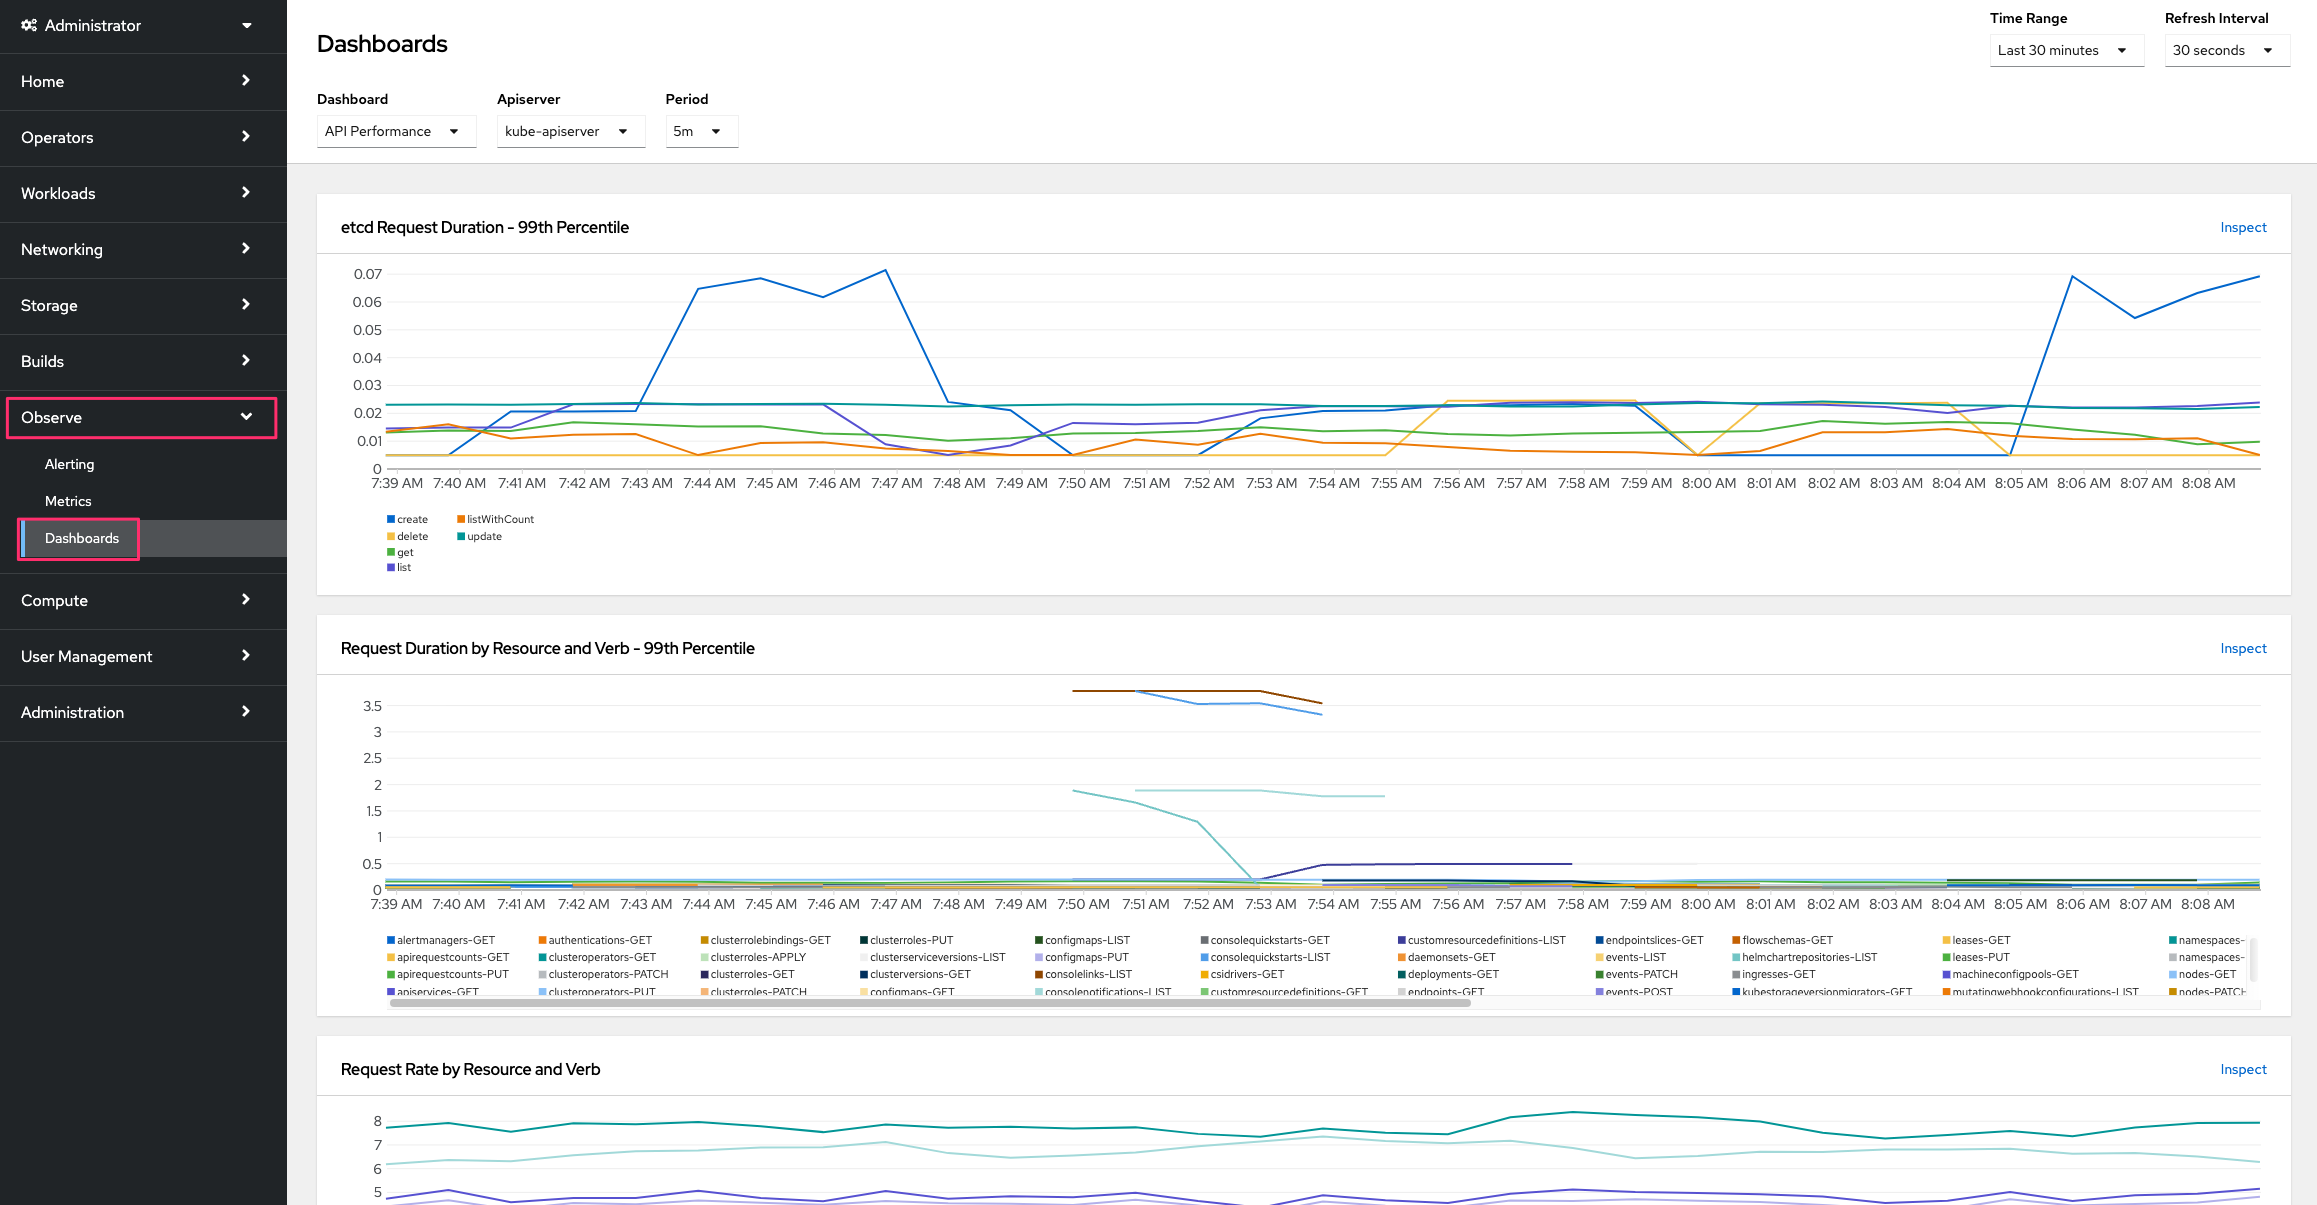 Administrator
Home
Operators
Workloads
Networking
Storage
Builds
Observe
Alerting
Metrics
Dashboards
Compute
User Management
Administration
Dashboards
Time Range
Refresh Interval
Last 30 minutes
30 seconds
Dashboard Apiserver Period
API Performance kube-apiserver 5m
etcd Request Duration - 99th Percentile
Inspect
0.07
0.06
0.05
0.04
0.03
0.02
0.01
0
7:39 AM 7:40 AM 7:41 AM 7:42 AM 7:43 AM 7:44 AM 7:45 AM 7:46 AM 7:47 AM 7:48 AM 7:49 AM 7:50 AM 7:51 AM 7:52 AM 7:53 AM 7:54 AM 7:55 AM 7:56 AM 7:57 AM 7:58 AM 7:59 AM 8:00 AM 8:01 AM 8:02 AM 8:03 AM 8:04 AM 8:05 AM 8:06 AM 8:07 AM 8:08 AM
create listWithCount
delete update
get
list
Request Duration by Resource and Verb - 99th Percentile
Inspect
3.5
3
2.5
2
1.5
1
0.5
0
7:39 AM 7:40 AM 7:41 AM 7:42 AM 7:43 AM 7:44 AM 7:45 AM 7:46 AM 7:47 AM 7:48 AM 7:49 AM 7:50 AM 7:51 AM 7:52 AM 7:53 AM 7:54 AM 7:55 AM 7:56 AM 7:57 AM 7:58 AM 7:59 AM 8:00 AM 8:01 AM 8:02 AM 8:03 AM 8:04 AM 8:05 AM 8:06 AM 8:07 AM 8:08 AM
alertmanagers-GET authentications-GET clusterrolebindings-GET clusterroles-PUT configmaps-LIST consolequickstarts-GET customresourcedefinitions-LIST endpointslices-GET flowschemas-GET leases-GET namespaces-
apirequestcounts-GET clusteroperators-GET clusterroles-APPLY clusterserviceversions-LIST configmaps-PUT consolequickstarts-LIST daemonsets-GET events-LIST helmchartrepositories-LIST leases-PUT namespaces-
apirequestcounts-PUT clusteroperators-PATCH clusterroles-GET clusterversions-GET consolelinks-LIST csidrivers-GET deployments-GET events-PATCH ingresses-GET machineconfigpools-GET nodes-GET
apiservices-GET clusteroperators-PUT clusterroles-PATCH configmaps-GET consolenotifications-LIST customresourcedefinitions-GET endpoints-GET events-POST kubestorageversionmigrators-GET mutatingwebhookconfigurations-LIST nodes-PATCH
Request Rate by Resource and Verb
Inspect
8
7
6
5